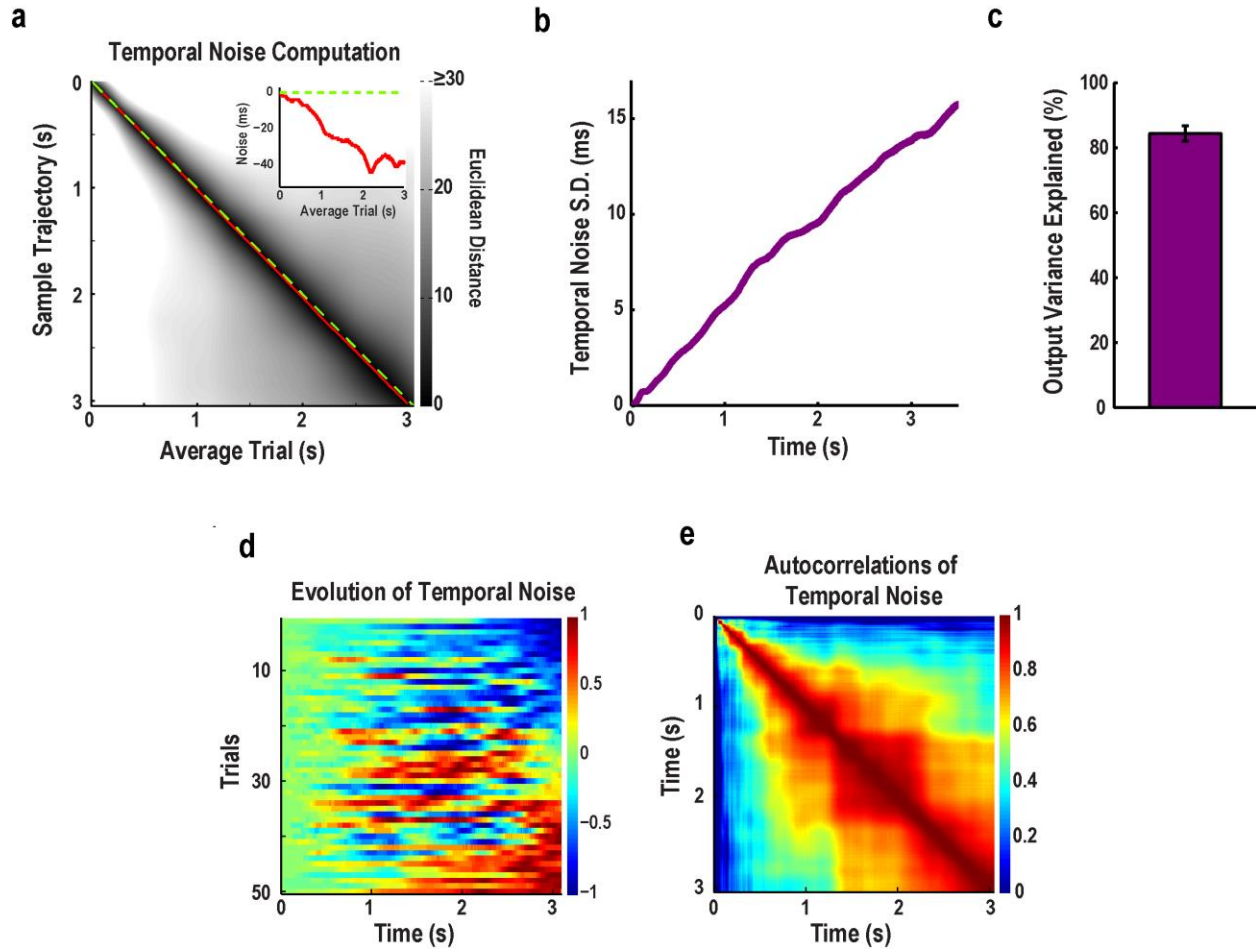 a
Temporal Noise Computation
Sample Trajectory (s)
0
1
2
3
0
1
2
3
Average Trial (s)
Noise (ms)
0
−20
−40
0
1
2
3
Average Trial (s)
≥30
20
10
0
Euclidean Distance
b
Temporal Noise S.D. (ms)
15
10
5
0
0
1
2
3
Time (s)
c
Output Variance Explained (%)
100
80
60
40
20
0
d
Evolution of Temporal Noise
Trials
10
30
50
0
1
2
3
Time (s)
1
0.5
0
−0.5
−1
e
Autocorrelations of
Temporal Noise
Time (s)
0
1
2
3
0
1
2
3
Time (s)
1
0.8
0.6
0.4
0.2
0